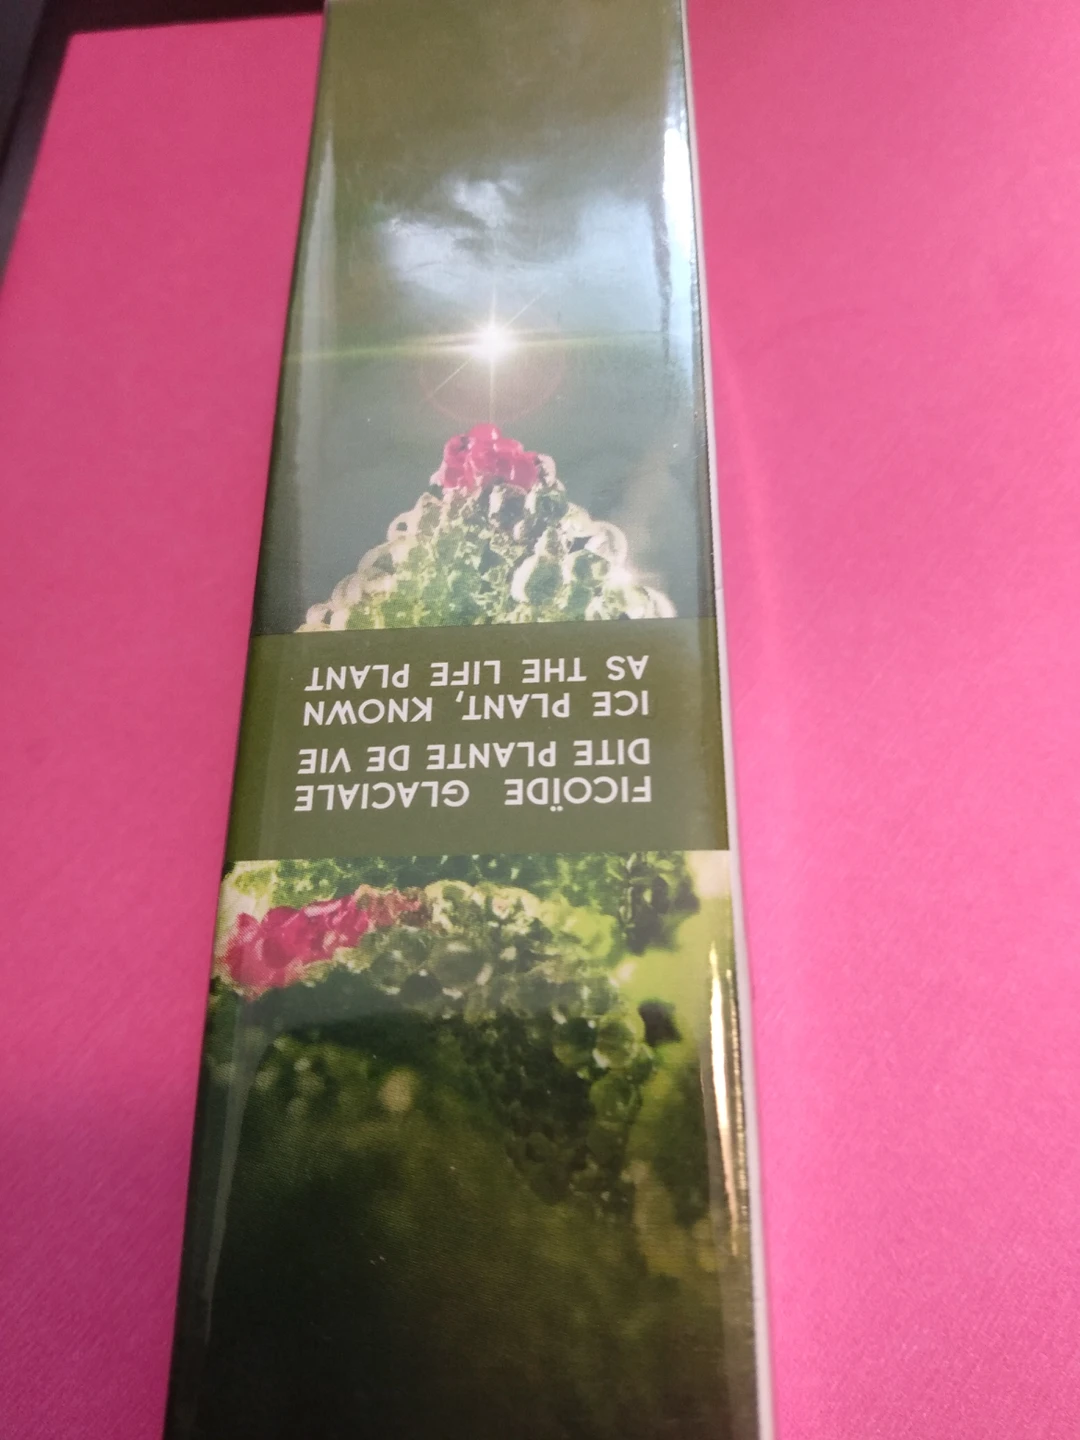 FICOÏDE GLACIALE
DITE PLANTE DE VIE
ICE PLANT, KNOWN
AS THE LIFE PLANT